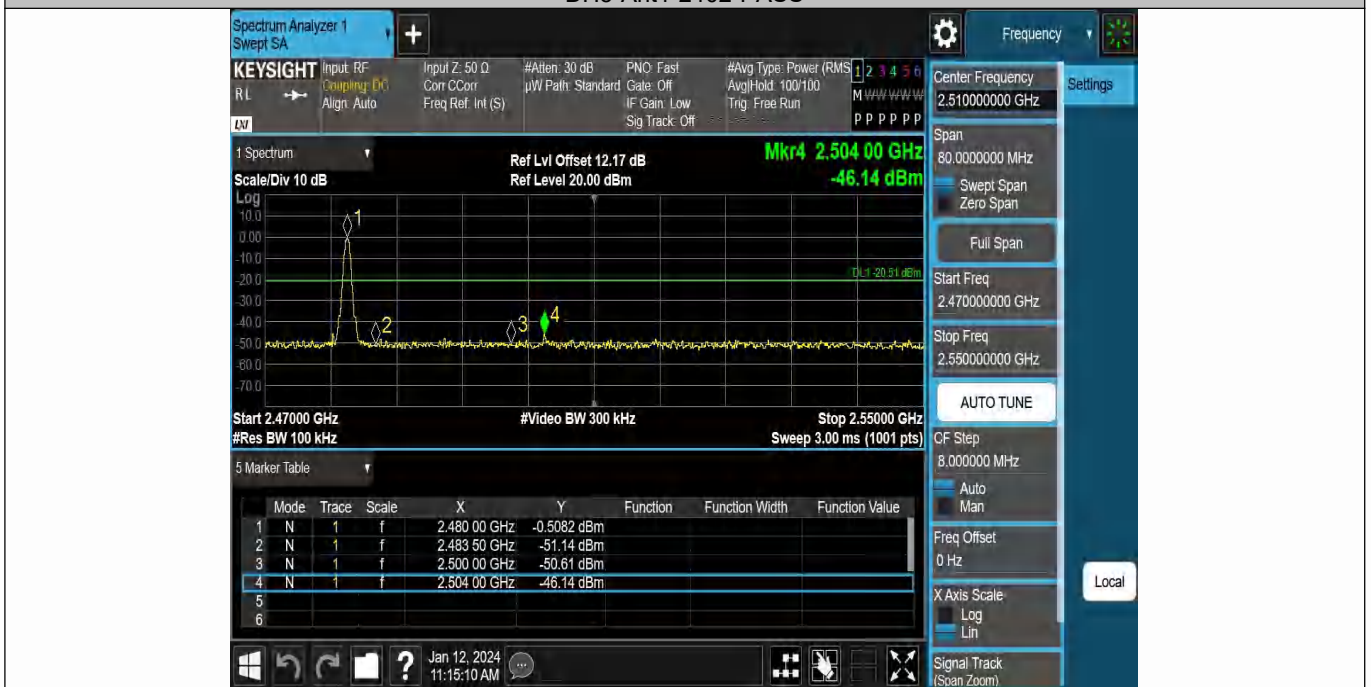 Spectrum Analyzer 1
Swept SA
+
Frequency
KEYSIGHT
RL
LXI
Input: RF
Coupling: DC
Align: Auto
Input Z: 50 Ω
Corr CCorr
Freq Ref: Int (S)
#Atten: 30 dB
µW Path: Standard
PNO: Fast
Gate: Off
IF Gain: Low
Sig Track: Off
#Avg Type: Power (RMS
Avg|Hold: 100/100
Trig: Free Run
1 2 3 4 5 6
M W W W W W
P P P P P P
1 Spectrum
Scale/Div 10 dB
Ref Lvl Offset 12.17 dB
Ref Level 20.00 dBm
Mkr4 2.504 00 GHz
-46.14 dBm
Log
10.0
0.00
-10.0
-20.0
-30.0
-40.0
-50.0
-60.0
-70.0
1
2
3
4
DL1 -20.51 dBm
Start 2.47000 GHz
#Res BW 100 kHz
#Video BW 300 kHz
Stop 2.55000 GHz
Sweep 3.00 ms (1001 pts)
5 Marker Table
Mode Trace Scale X Y Function Function Width Function Value
1 N 1 f 2.480 00 GHz -0.5082 dBm
2 N 1 f 2.483 50 GHz -51.14 dBm
3 N 1 f 2.500 00 GHz -50.61 dBm
4 N 1 f 2.504 00 GHz -46.14 dBm
5
6
Jan 12, 2024
11:15:10 AM
?
Center Frequency
2.510000000 GHz
Settings
Span
80.0000000 MHz
Swept Span
Zero Span
Full Span
Start Freq
2.470000000 GHz
Stop Freq
2.550000000 GHz
AUTO TUNE
CF Step
8.000000 MHz
Auto
Man
Freq Offset
0 Hz
X Axis Scale
Log
Lin
Local
Signal Track
(Span Zoom)